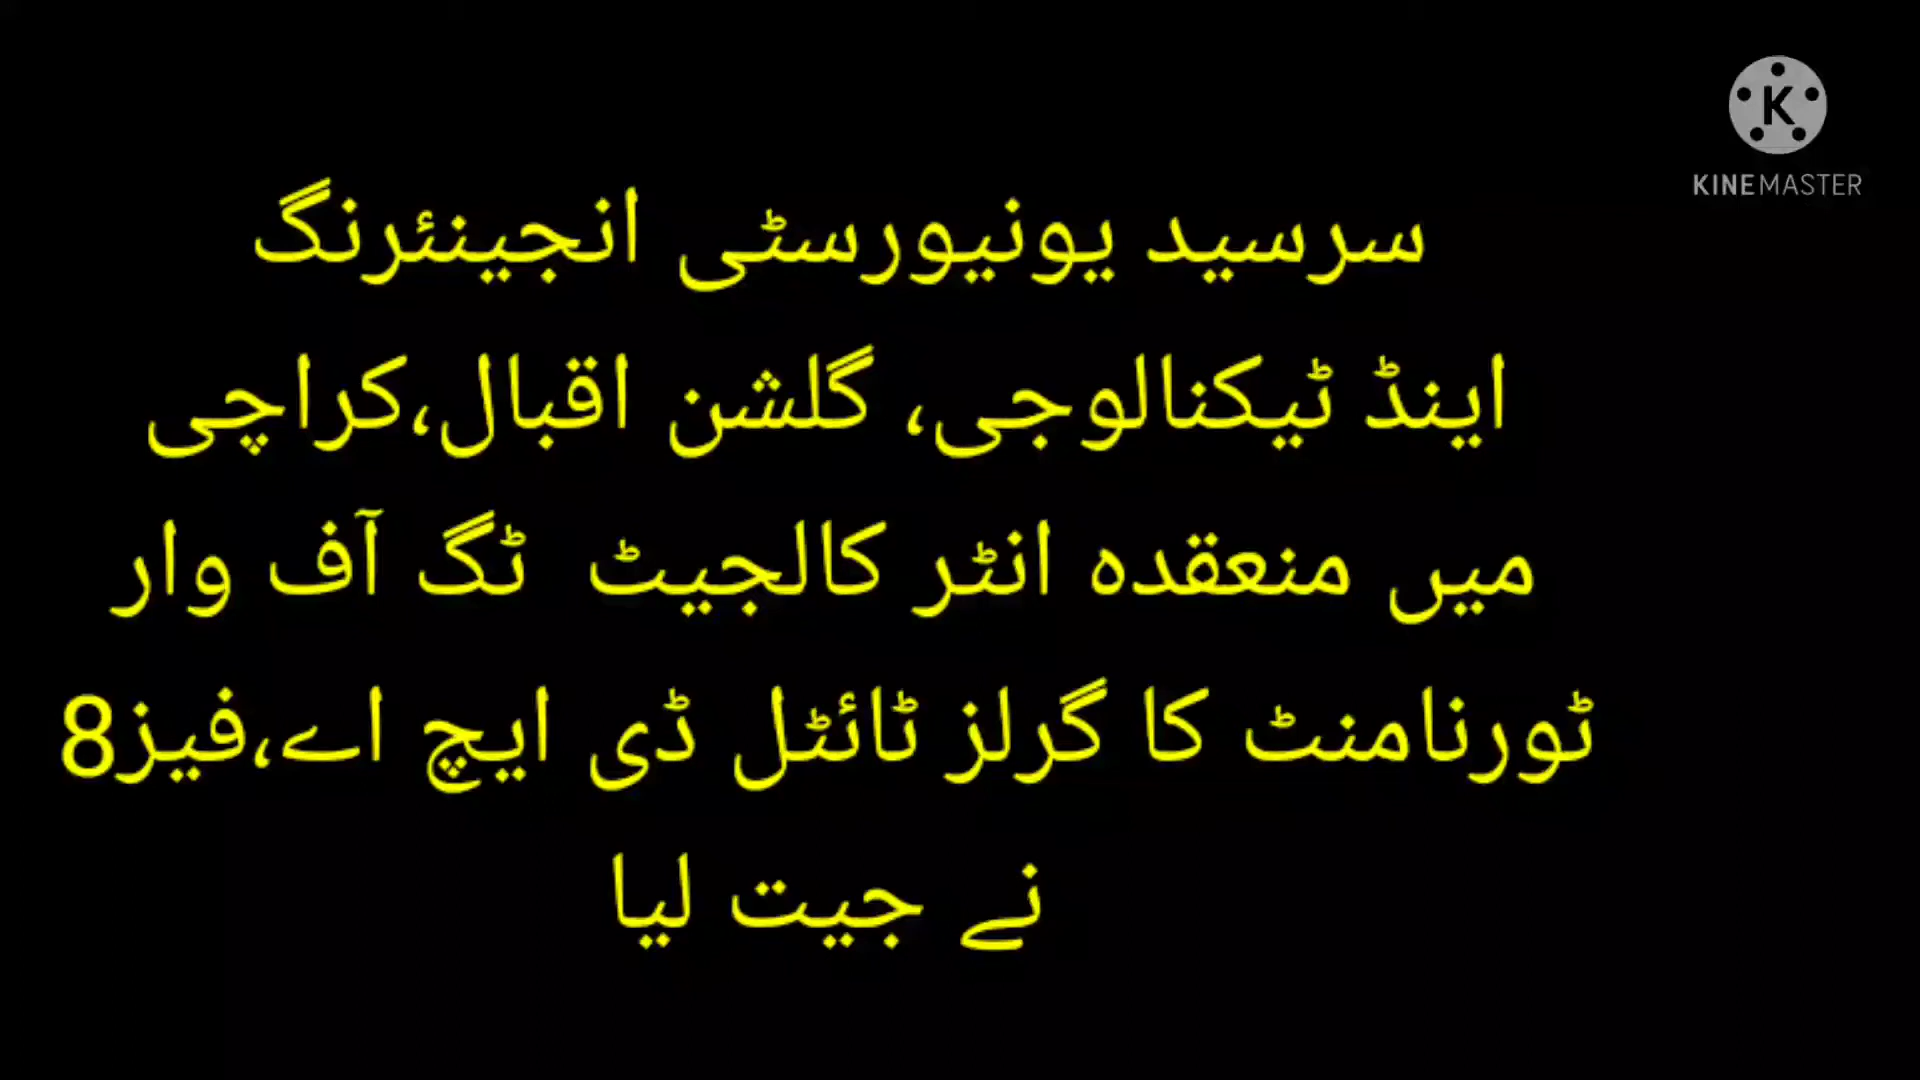 KINEMASTER
سرسید یونیورسٹی انجینئرنگ
اینڈ ٹیکنالوجی، گلشن اقبال،کراچی
میں منعقدہ انٹر کالجیٹ ٹگ آف وار
ٹورنامنٹ کا گرلز ٹائٹل ڈی ایچ اے،فیز8
نے جیت لیا